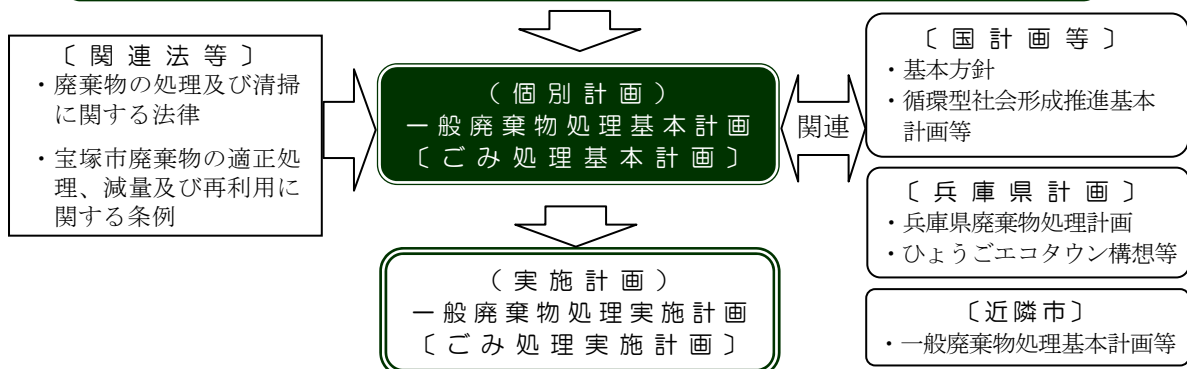 〔関連法等〕
・廃棄物の処理及び清掃
に関する法律
・宝塚市廃棄物の適正処
理、減量及び再利用に
関する条例
（個別計画）
一般廃棄物処理基本計画
〔ごみ処理基本計画〕
関連
〔国計画等〕
・基本方針
・循環型社会形成推進基本
計画等
〔兵庫県計画〕
・兵庫県廃棄物処理計画
・ひょうごエコタウン構想等
（実施計画）
一般廃棄物処理実施計画
〔ごみ処理実施計画〕
〔近隣市〕
・一般廃棄物処理基本計画等